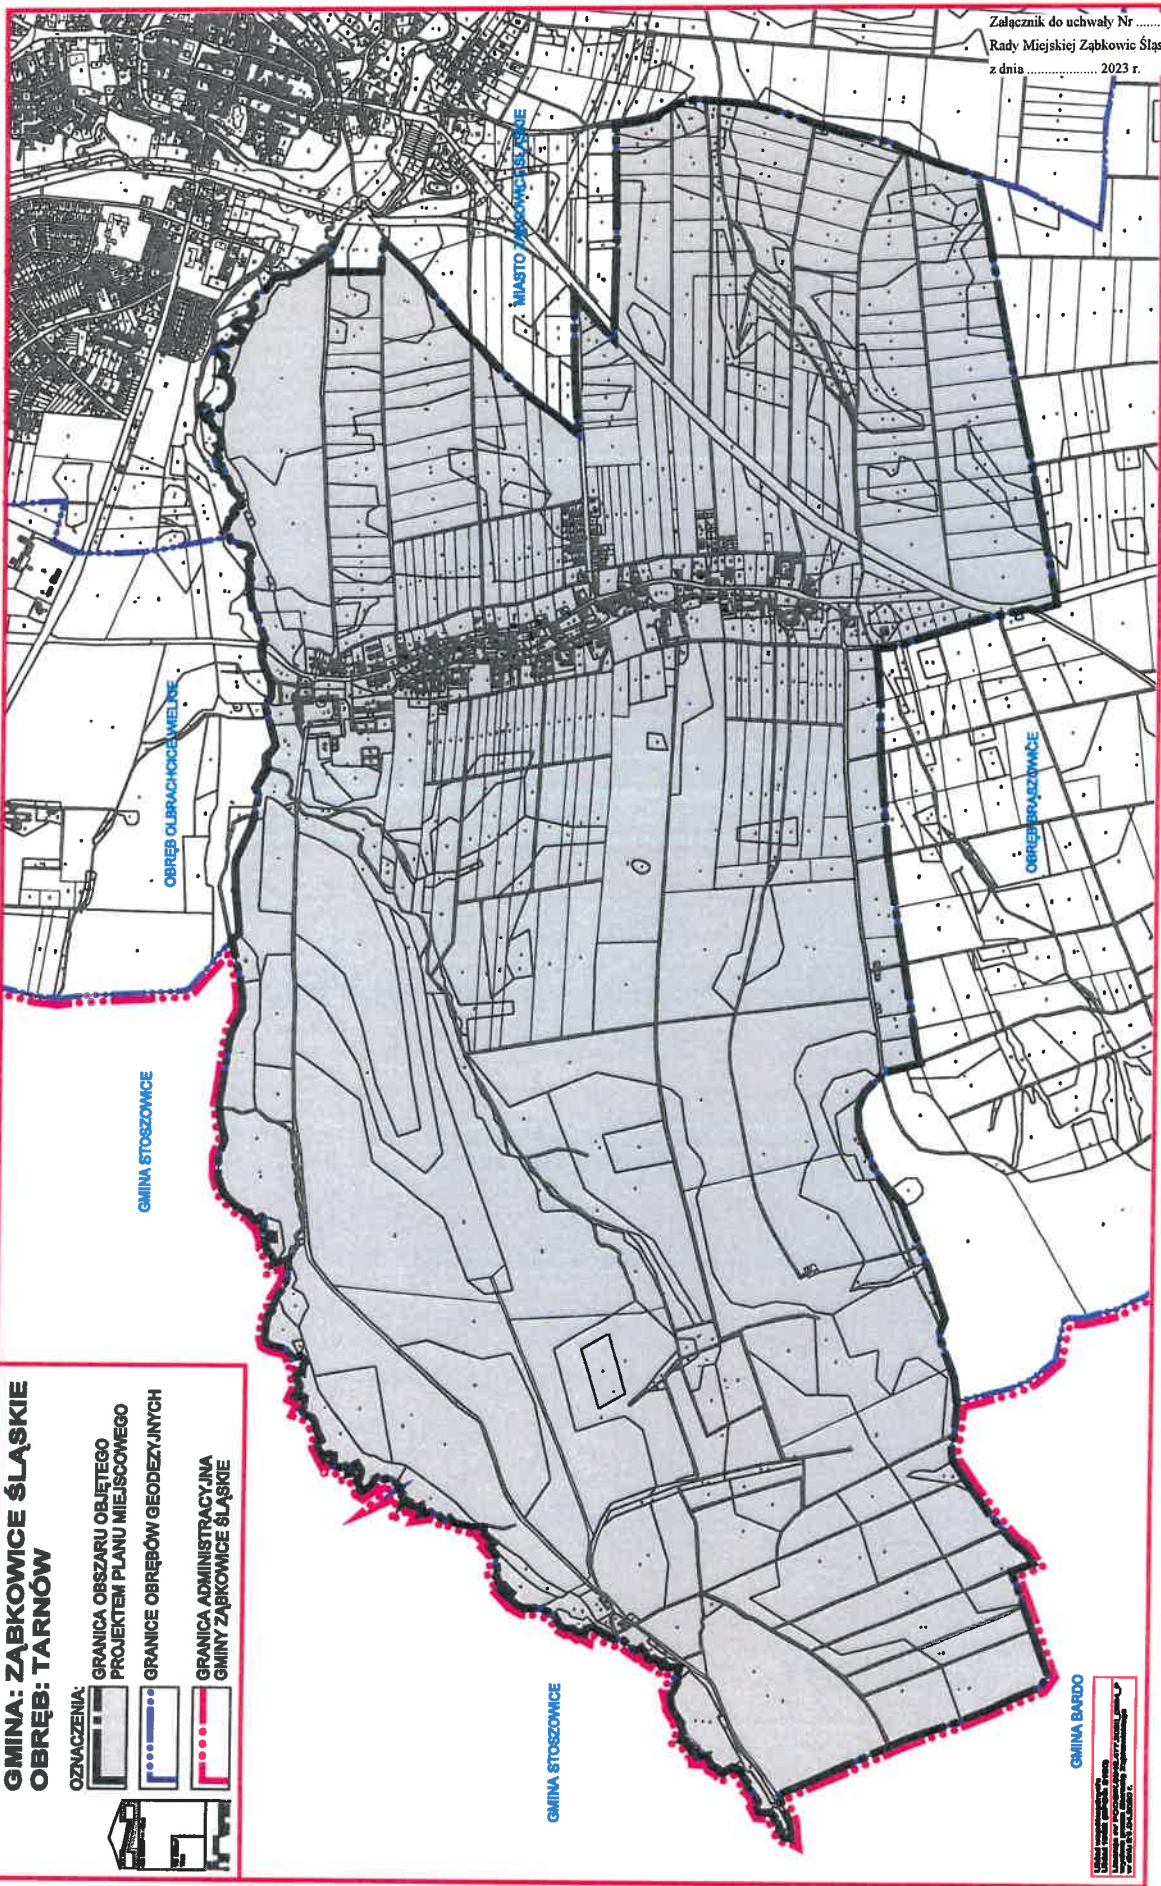 Załącznik do uchwały Nr .......
Rady Miejskiej Ząbkowic Śląs
z dnia .................... 2023 r.
MIASTO ZĄBKOWICE ŚLĄSKIE
OBRĘB OLBRACHCICE WIELKIE
OBRĘB BRASZOWICE
GMINA STOSZOWICE
GMINA STOSZOWICE
GMINA BARDO
GMINA: ZĄBKOWICE ŚLĄSKIE
OBRĘB: TARNÓW
OZNACZENIA:
GRANICA OBSZARU OBJĘTEGO
PROJEKTEM PLANU MIEJSCOWEGO
GRANICE OBRĘBÓW GEODEZYJNYCH
GRANICA ADMINISTRACYJNA
GMINY ZĄBKOWICE ŚLĄSKIE